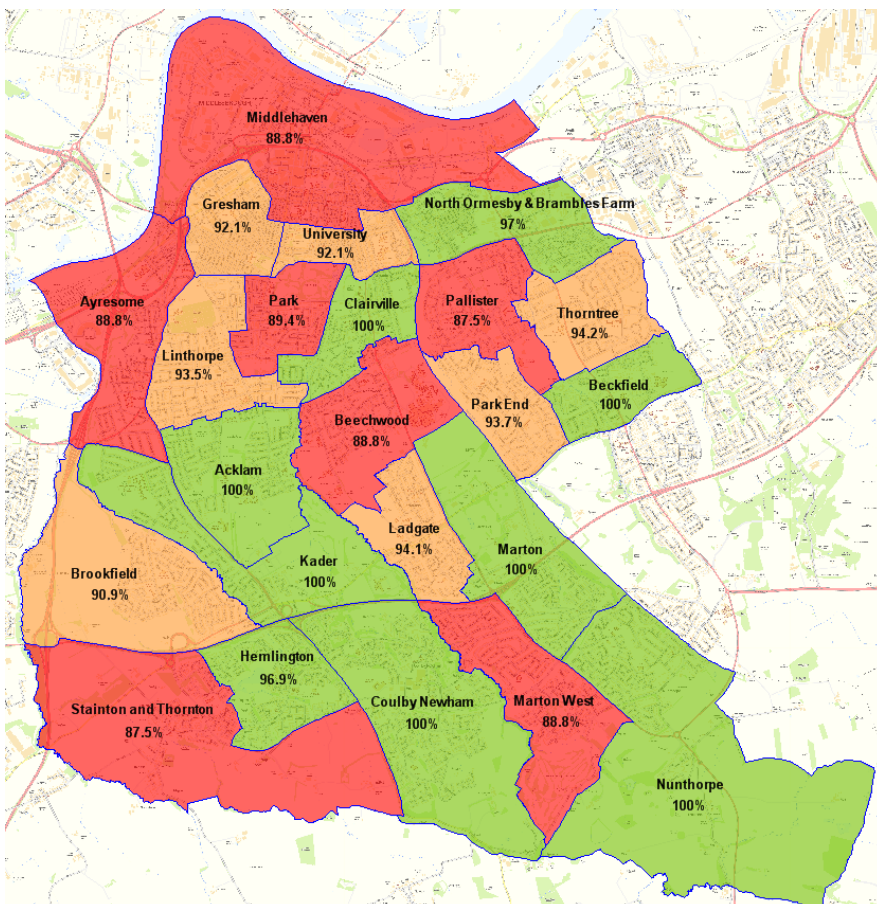 Middlehaven
88.8%
Gresham
92.1%
North Ormesby & Brambles Farm
97%
University
92.1%
Ayresome
88.8%
Park
89.4%
Clairville
100%
Pallister
87.5%
Thorntree
94.2%
Linthorpe
93.5%
Beckfield
100%
Park End
93.7%
Beechwood
88.8%
Acklam
100%
Ladgate
94.1%
Marton
100%
Kader
100%
Brookfield
90.9%
Hemlington
96.9%
Stainton and Thornton
87.5%
Coulby Newham
100%
Marton West
88.8%
Nunthorpe
100%